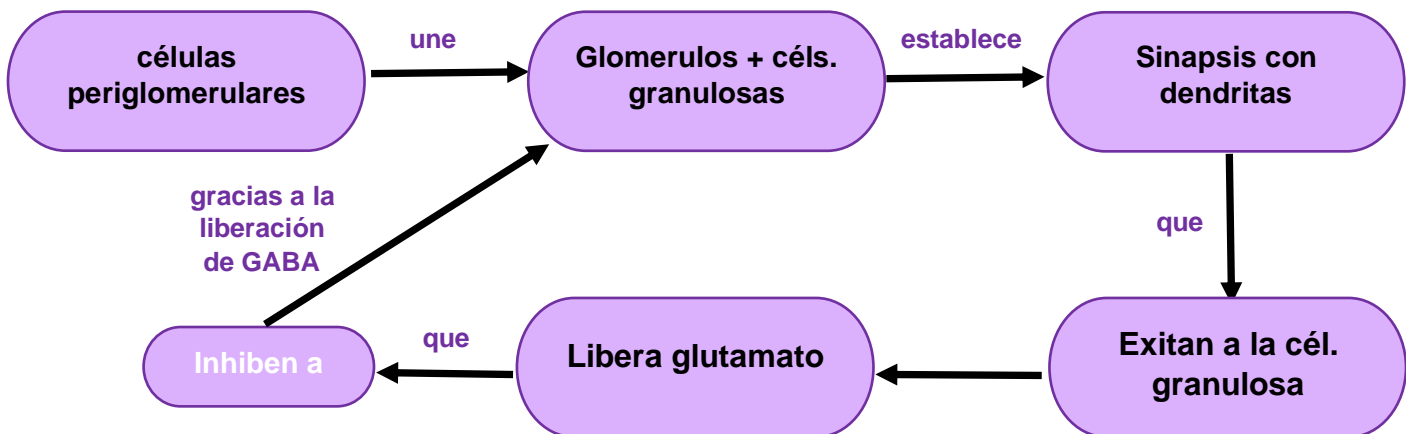 células
periglomerulares
une
Glomerulos + céls.
granulosas
establece
Sinapsis con
dendritas
que
Exitan a la cél.
granulosa
Libera glutamato
que
Inhiben a
gracias a la
liberación
de GABA